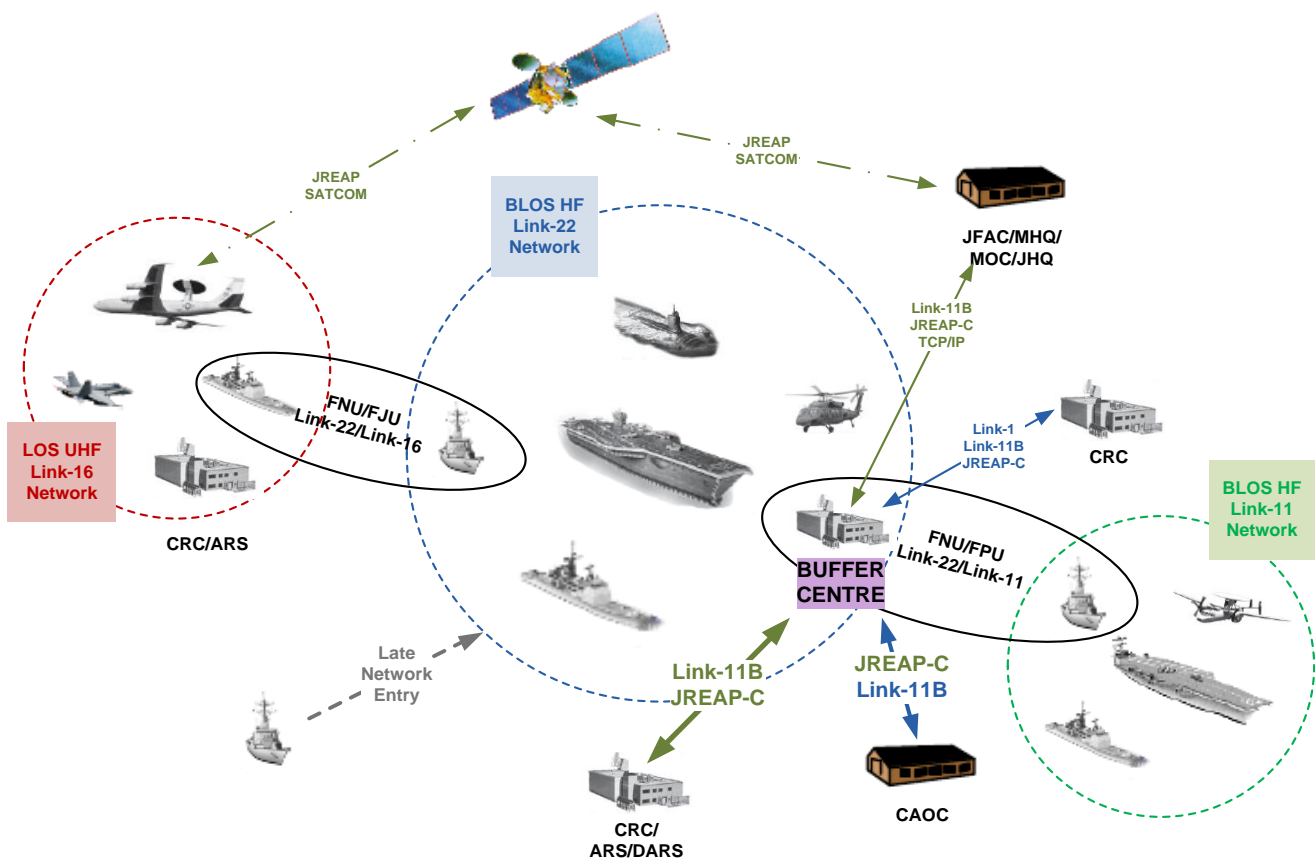 JREAP
SATCOM
JREAP
SATCOM
BLOS HF
Link-22
Network
JFAC/MHQ/
MOC/JHQ
Link-11B
JREAP-C
TCP/IP
FNU/FJU
Link-22/Link-16
LOS UHF
Link-16
Network
CRC/ARS
Link-1
Link-11B
JREAP-C
CRC
BLOS HF
Link-11
Network
FNU/FPU
Link-22/Link-11
BUFFER
CENTRE
Late
Network
Entry
Link-11B
JREAP-C
JREAP-C
Link-11B
CRC/
ARS/DARS
CAOC